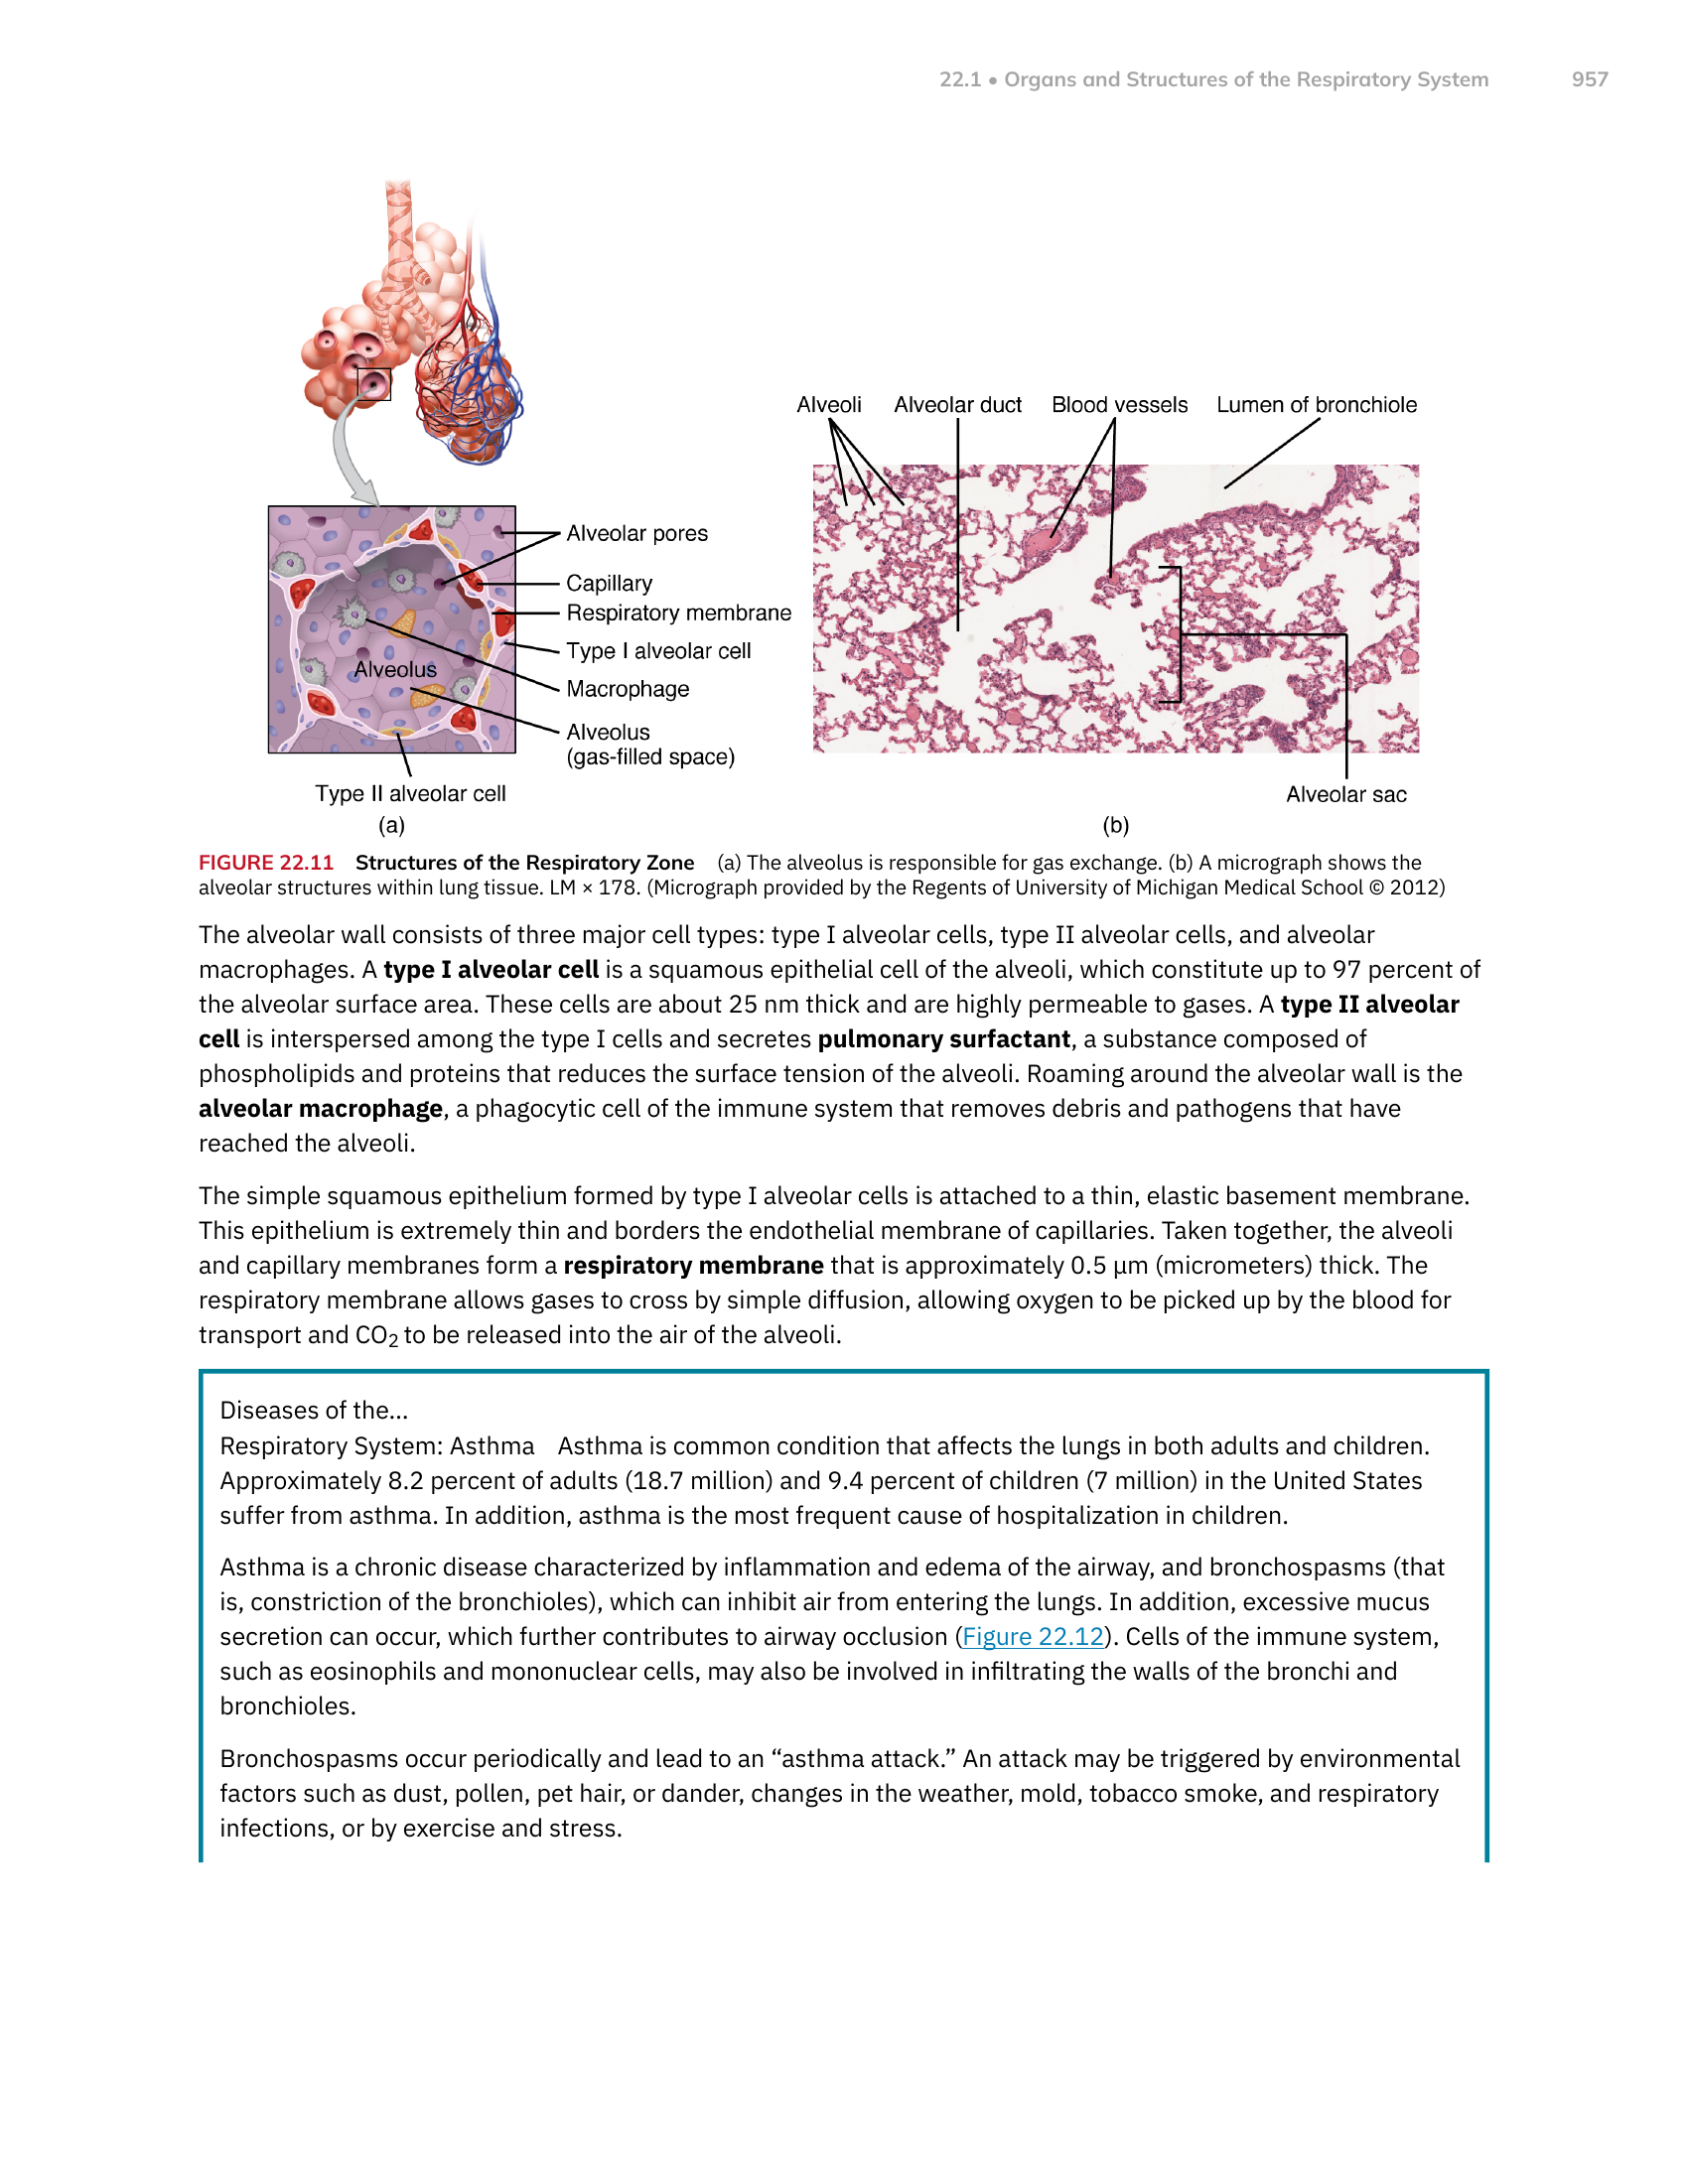 22.1 • Organs and Structures of the Respiratory System 957
Alveoli Alveolar duct Blood vessels Lumen of bronchiole
Alveolar pores
Capillary
Respiratory membrane
Type I alveolar cell
Alveolus
Macrophage
Alveolus
(gas-filled space)
Type II alveolar cell
Alveolar sac
(a)
(b)
FIGURE 22.11 Structures of the Respiratory Zone (a) The alveolus is responsible for gas exchange. (b) A micrograph shows the
alveolar structures within lung tissue. LM × 178. (Micrograph provided by the Regents of University of Michigan Medical School © 2012)
The alveolar wall consists of three major cell types: type I alveolar cells, type II alveolar cells, and alveolar
macrophages. A type I alveolar cell is a squamous epithelial cell of the alveoli, which constitute up to 97 percent of
the alveolar surface area. These cells are about 25 nm thick and are highly permeable to gases. A type II alveolar
cell is interspersed among the type I cells and secretes pulmonary surfactant, a substance composed of
phospholipids and proteins that reduces the surface tension of the alveoli. Roaming around the alveolar wall is the
alveolar macrophage, a phagocytic cell of the immune system that removes debris and pathogens that have
reached the alveoli.
The simple squamous epithelium formed by type I alveolar cells is attached to a thin, elastic basement membrane.
This epithelium is extremely thin and borders the endothelial membrane of capillaries. Taken together, the alveoli
and capillary membranes form a respiratory membrane that is approximately 0.5 μm (micrometers) thick. The
respiratory membrane allows gases to cross by simple diffusion, allowing oxygen to be picked up by the blood for
transport and CO2 to be released into the air of the alveoli.
Diseases of the...
Respiratory System: Asthma Asthma is common condition that affects the lungs in both adults and children.
Approximately 8.2 percent of adults (18.7 million) and 9.4 percent of children (7 million) in the United States
suffer from asthma. In addition, asthma is the most frequent cause of hospitalization in children.
Asthma is a chronic disease characterized by inflammation and edema of the airway, and bronchospasms (that
is, constriction of the bronchioles), which can inhibit air from entering the lungs. In addition, excessive mucus
secretion can occur, which further contributes to airway occlusion (Figure 22.12). Cells of the immune system,
such as eosinophils and mononuclear cells, may also be involved in infiltrating the walls of the bronchi and
bronchioles.
Bronchospasms occur periodically and lead to an “asthma attack.” An attack may be triggered by environmental
factors such as dust, pollen, pet hair, or dander, changes in the weather, mold, tobacco smoke, and respiratory
infections, or by exercise and stress.